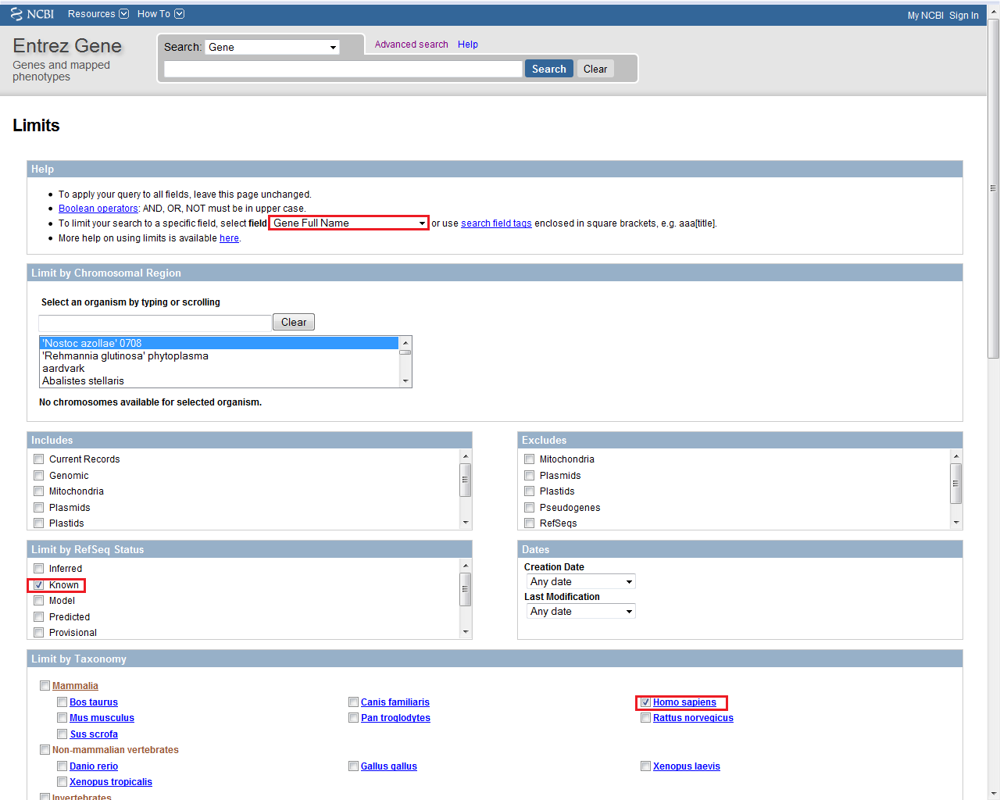 NCBI Resources How To My NCBI Sign In
Entrez Gene
Genes and mapped
phenotypes
Search: Gene
Advanced search Help
Search Clear
Limits
Help
To apply your query to all fields, leave this page unchanged.
Boolean operators: AND, OR, NOT must be in upper case.
To limit your search to a specific field, select field Gene Full Name or use search field tags enclosed in square brackets, e.g. aaa[title].
More help on using limits is available here.
Limit by Chromosomal Region
Select an organism by typing or scrolling
Clear
'Nostoc azollae' 0708
'Rehmannia glutinosa' phytoplasma
aardvark
Abalistes stellaris
No chromosomes available for selected organism.
Includes
Current Records
Genomic
Mitochondria
Plasmids
Plastids
Excludes
Mitochondria
Plasmids
Plastids
Pseudogenes
RefSeqs
Limit by RefSeq Status
Inferred
Known
Model
Predicted
Provisional
Dates
Creation Date
Any date
Last Modification
Any date
Limit by Taxonomy
Mammalia
Bos taurus Canis familiaris Homo sapiens
Mus musculus Pan troglodytes Rattus norvegicus
Sus scrofa
Non-mammalian vertebrates
Danio rerio Gallus gallus Xenopus laevis
Xenopus tropicalis
Invertebrates